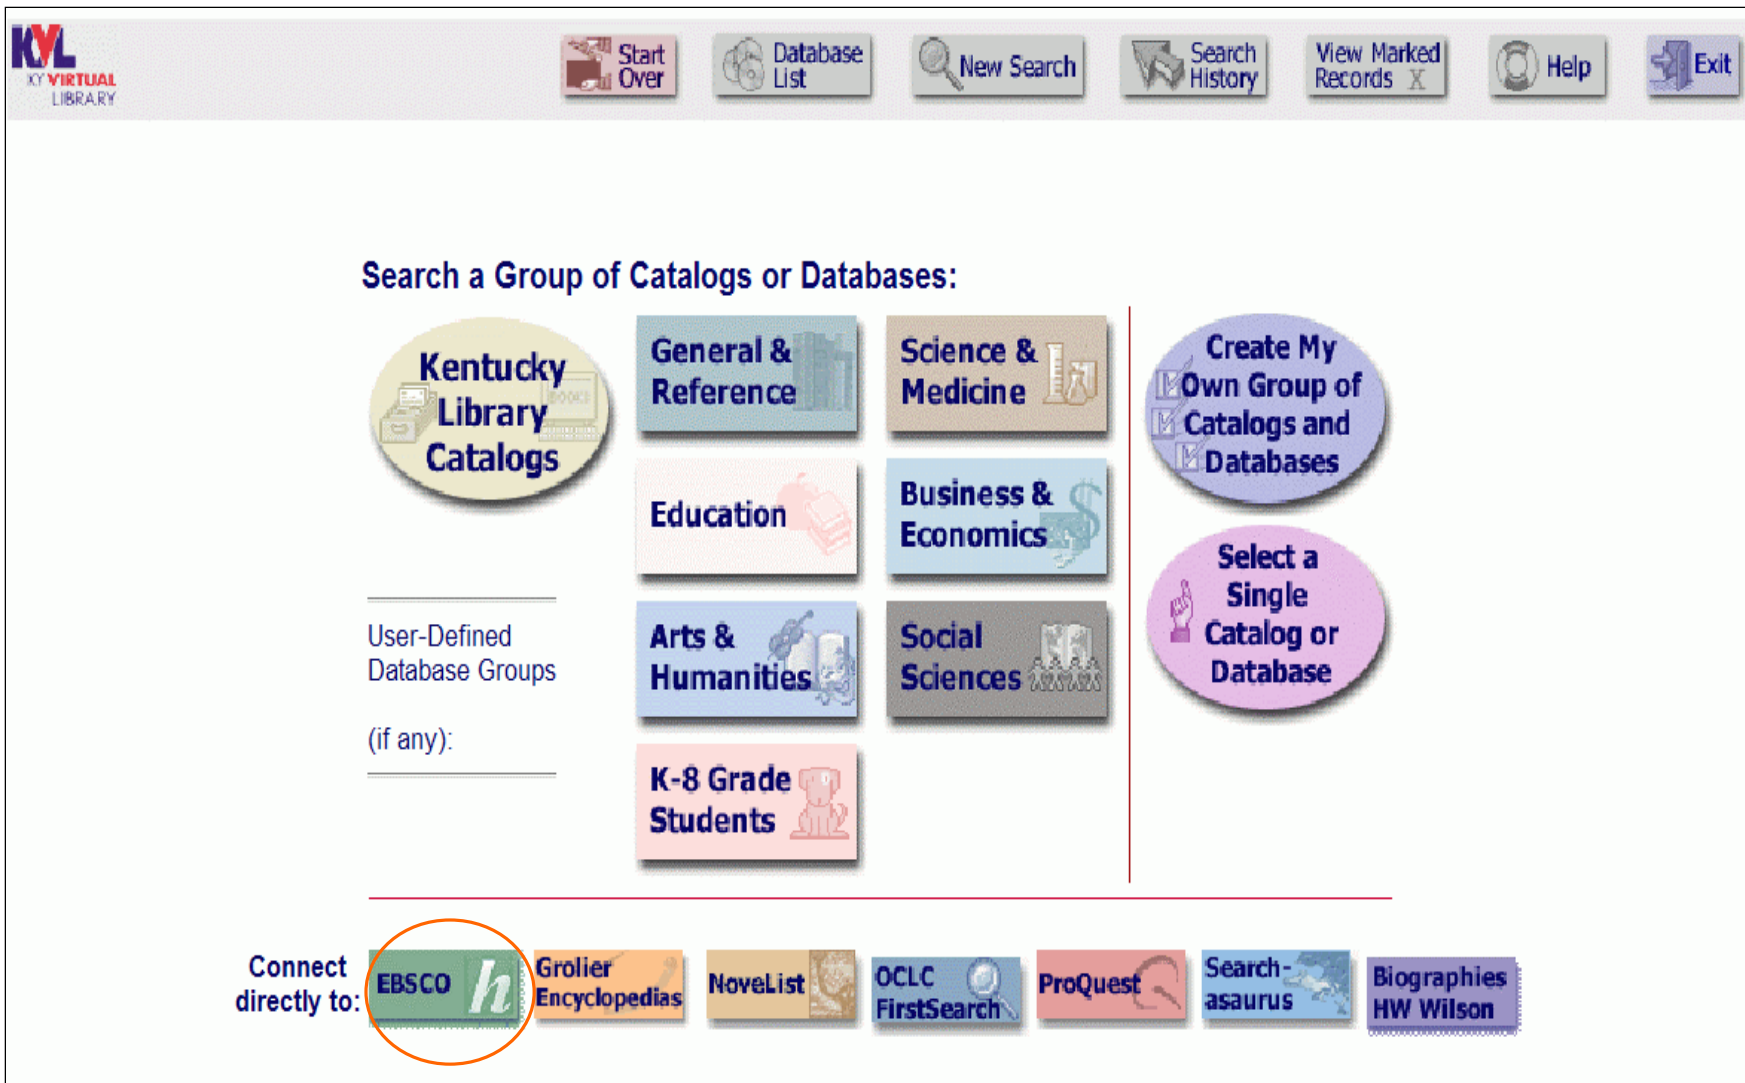 KYVL
KY VIRTUAL
LIBRARY
Start
Over
Database
List
New Search
Search
History
View Marked
Records X
Help
Exit
Search a Group of Catalogs or Databases:
Kentucky
Library
Catalogs
BOOKS
General &
Reference
Science &
Medicine
Create My
Own Group of
Catalogs and
Databases
Education
Business &
Economics
$
Select a
Single
Catalog or
Database
User-Defined
Database Groups
(if any):
Arts &
Humanities
Social
Sciences
K-8 Grade
Students
Connect
directly to:
EBSCO h
Grolier
Encyclopedias
NoveList
OCLC
FirstSearch
ProQuest
Search-
asaurus
Biographies
HW Wilson